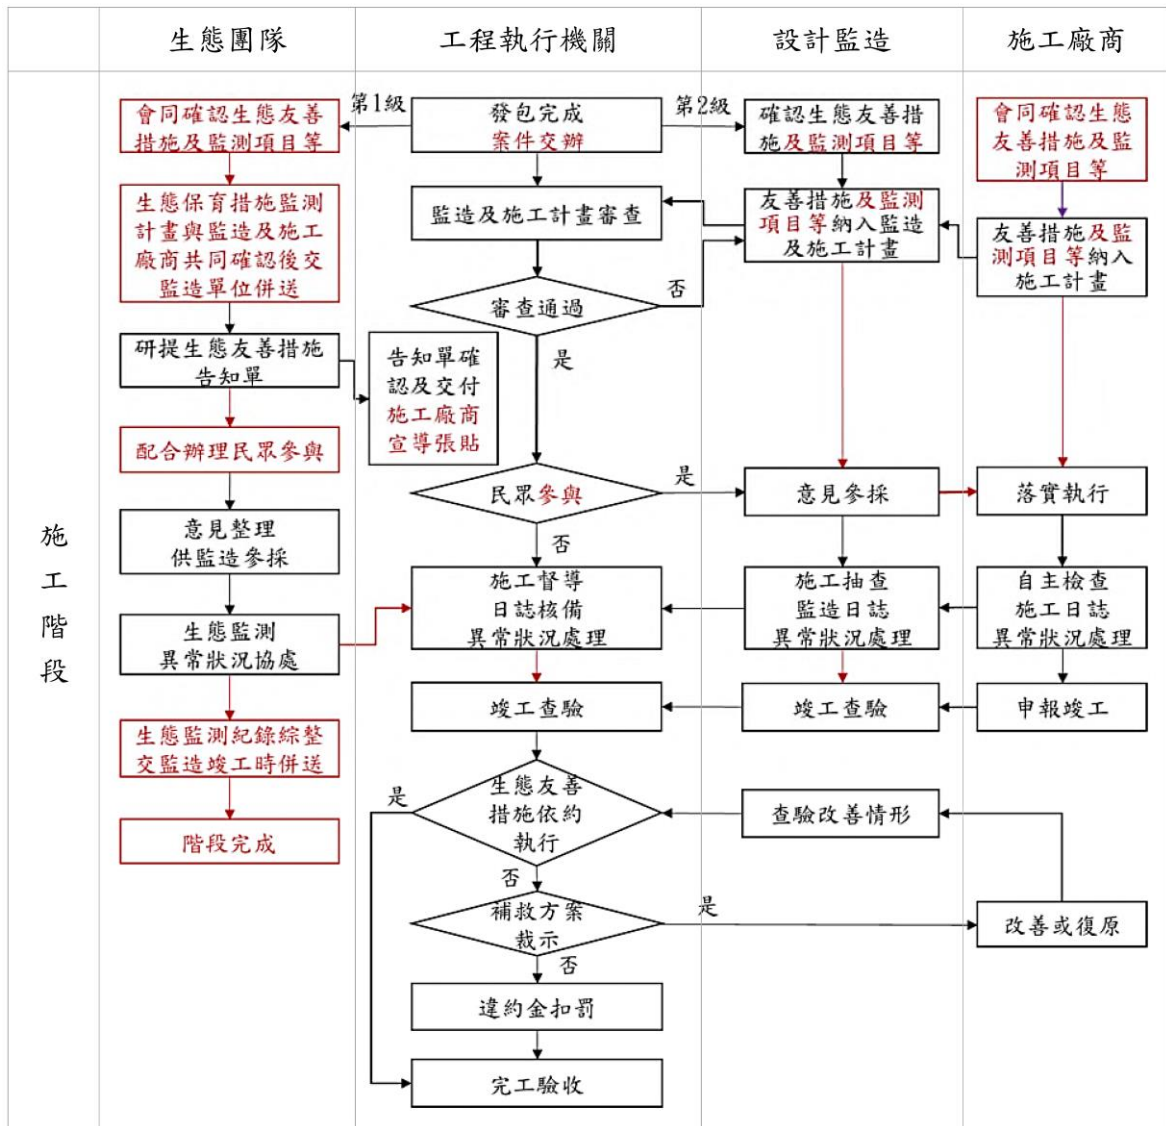 生態團隊
工程執行機關
設計監造
施工廠商
施
工
階
段
會同確認生態友善
措施及監測項目等
第1級
發包完成
案件交辦
第2級
確認生態友善措
施及監測項目等
會同確認生態
友善措施及監
測項目等
生態保育措施監測
計畫與監造及施工
廠商共同確認後交
監造單位併送
監造及施工計畫審查
友善措施及監測
項目等納入監造
及施工計畫
友善措施及監
測項目等納入
施工計畫
審查通過
否
是
研提生態友善措施
告知單
告知單確
認及交付
施工廠商
宣導張貼
配合辦理民眾參與
民眾參與
是
否
意見參採
落實執行
意見整理
供監造參採
施工督導
日誌核備
異常狀況處理
施工抽查
監造日誌
異常狀況處理
自主檢查
施工日誌
異常狀況處理
生態監測
異常狀況協處
竣工查驗
竣工查驗
申報竣工
生態監測紀錄綜整
交監造竣工時併送
生態友善
措施依約
執行
是
否
查驗改善情形
階段完成
補救方案
裁示
是
否
改善或復原
違約金扣罰
完工驗收